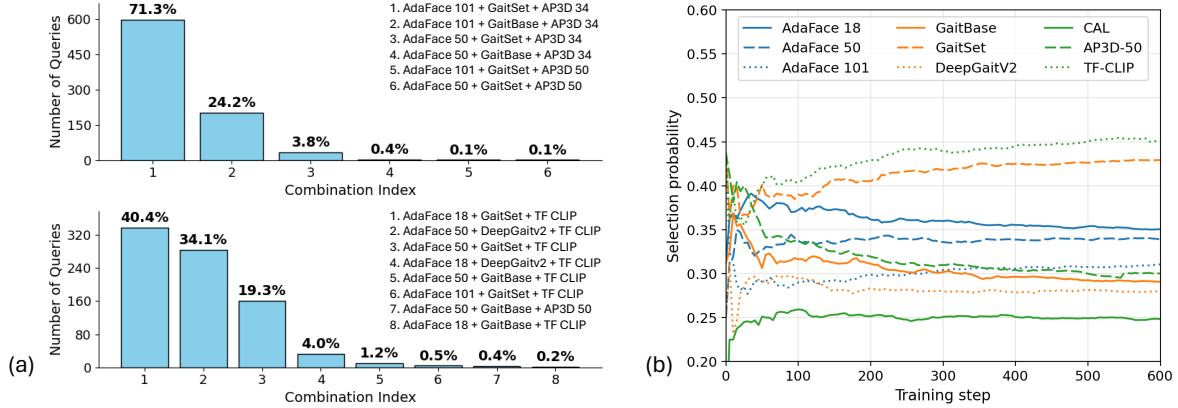 71.3%
24.2%
3.8%
0.4%
0.1%
0.1%
1. AdaFace 101 + GaitSet + AP3D 34
2. AdaFace 101 + GaitBase + AP3D 34
3. AdaFace 50 + GaitSet + AP3D 34
4. AdaFace 50 + GaitBase + AP3D 34
5. AdaFace 101 + GaitSet + AP3D 50
6. AdaFace 50 + GaitSet + AP3D 50
Number of Queries
600
450
300
150
0
1 2 3 4 5 6
Combination Index
40.4%
34.1%
19.3%
4.0%
1.2%
0.5%
0.4%
0.2%
1. AdaFace 18 + GaitSet + TF CLIP
2. AdaFace 50 + DeepGaitv2 + TF CLIP
3. AdaFace 50 + GaitSet + TF CLIP
4. AdaFace 18 + DeepGaitv2 + TF CLIP
5. AdaFace 50 + GaitBase + TF CLIP
6. AdaFace 101 + GaitSet + TF CLIP
7. AdaFace 50 + GaitBase + AP3D 50
8. AdaFace 18 + GaitBase + TF CLIP
Number of Queries
320
240
160
80
0
1 2 3 4 5 6 7 8
Combination Index
(a)
AdaFace 18
AdaFace 50
AdaFace 101
GaitBase
GaitSet
DeepGaitV2
CAL
AP3D-50
TF-CLIP
Selection probability
0.60
0.55
0.50
0.45
0.40
0.35
0.30
0.25
0.20
0 100 200 300 400 500 600
Training step
(b)